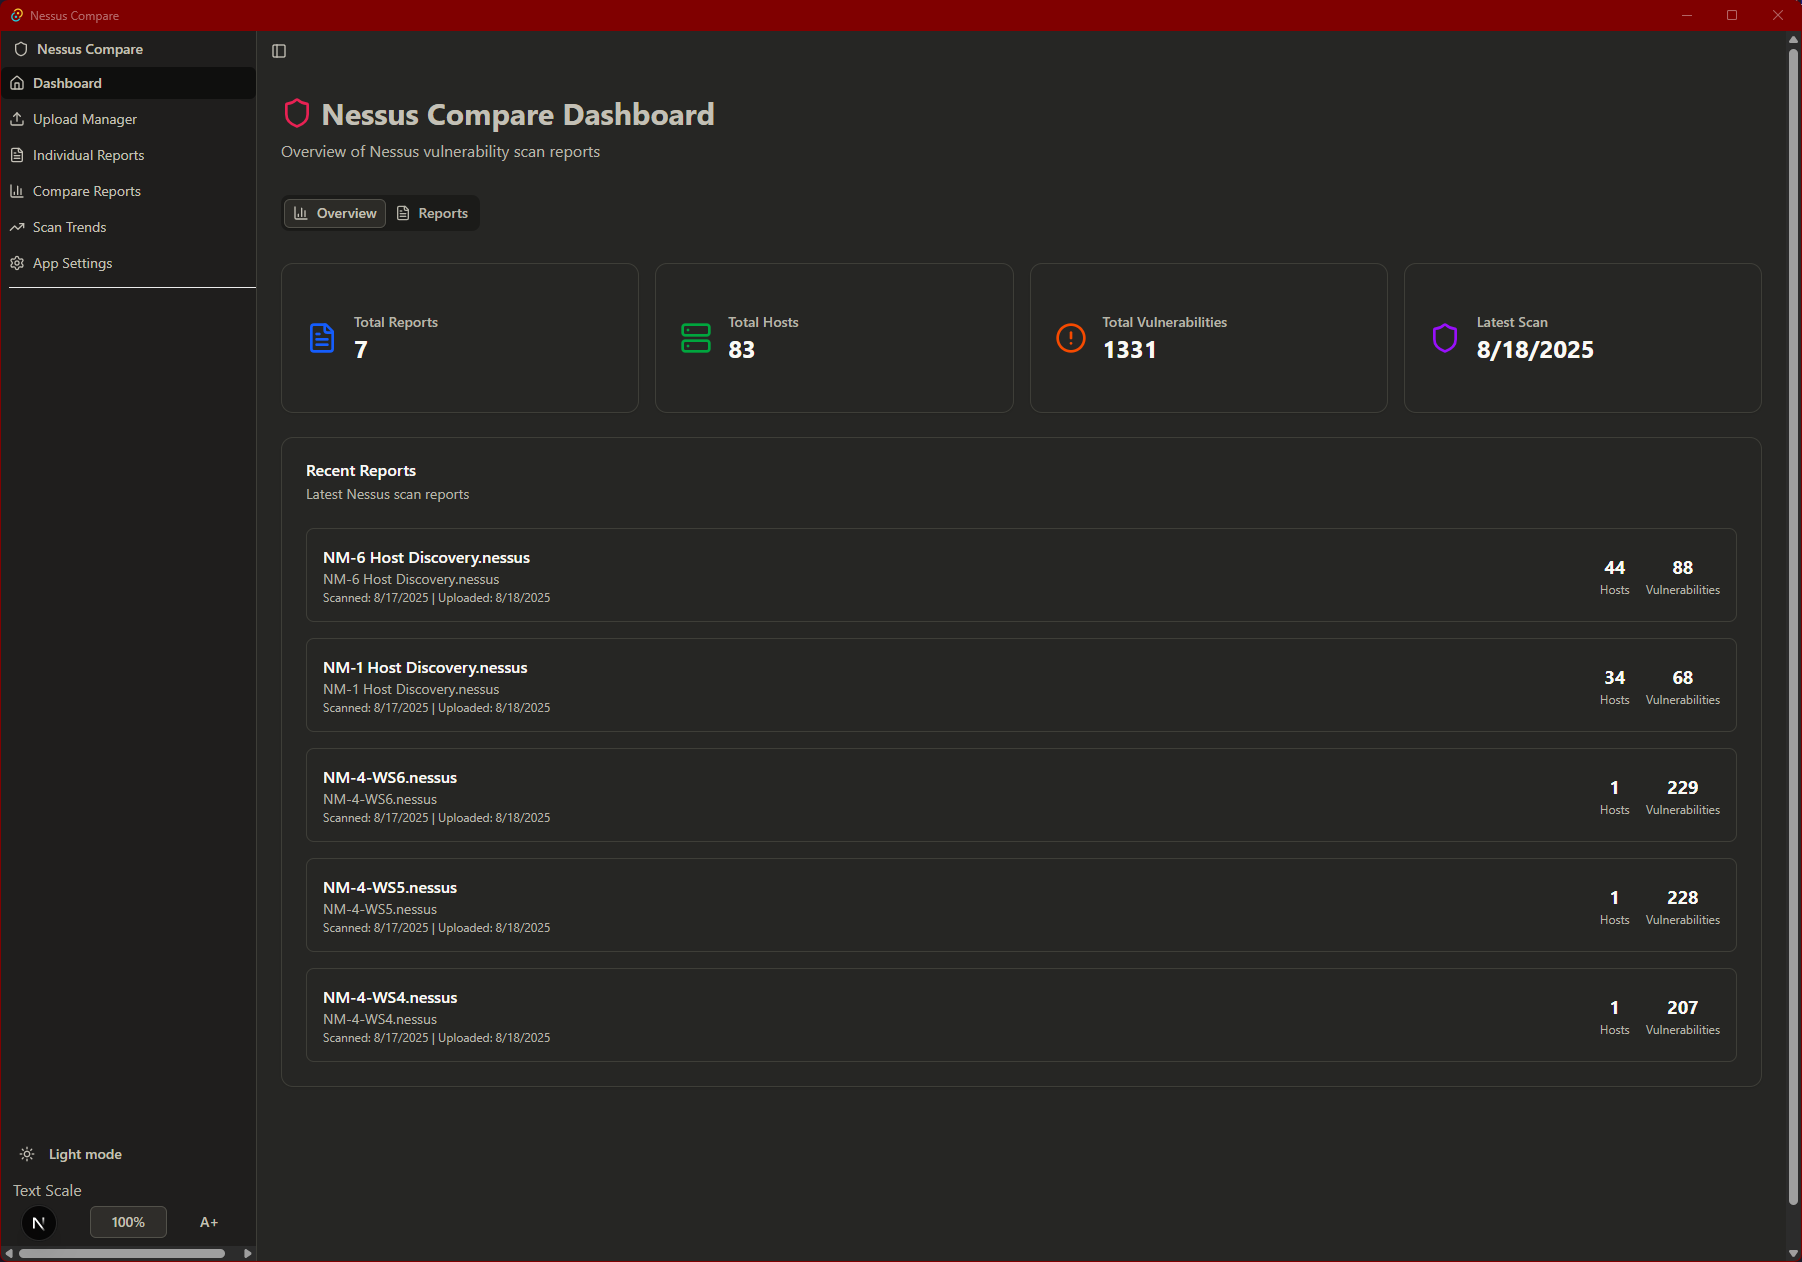 Nessus Compare
Nessus Compare
Dashboard
Upload Manager
Individual Reports
Compare Reports
Scan Trends
App Settings
Light mode
Text Scale
N
100%
A+
Nessus Compare Dashboard
Overview of Nessus vulnerability scan reports
Overview
Reports
Total Reports
7
Total Hosts
83
Total Vulnerabilities
1331
Latest Scan
8/18/2025
Recent Reports
Latest Nessus scan reports
NM-6 Host Discovery.nessus
NM-6 Host Discovery.nessus
Scanned: 8/17/2025 | Uploaded: 8/18/2025
44
Hosts
88
Vulnerabilities
NM-1 Host Discovery.nessus
NM-1 Host Discovery.nessus
Scanned: 8/17/2025 | Uploaded: 8/18/2025
34
Hosts
68
Vulnerabilities
NM-4-WS6.nessus
NM-4-WS6.nessus
Scanned: 8/17/2025 | Uploaded: 8/18/2025
1
Hosts
229
Vulnerabilities
NM-4-WS5.nessus
NM-4-WS5.nessus
Scanned: 8/17/2025 | Uploaded: 8/18/2025
1
Hosts
228
Vulnerabilities
NM-4-WS4.nessus
NM-4-WS4.nessus
Scanned: 8/17/2025 | Uploaded: 8/18/2025
1
Hosts
207
Vulnerabilities